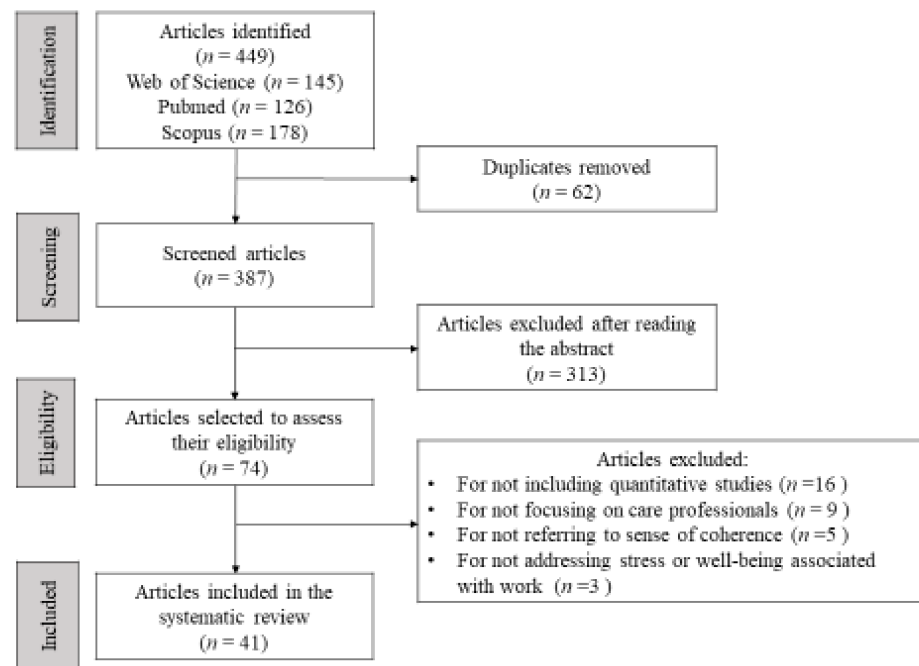 Identification
Articles identified
(n = 449)
Web of Science (n = 145)
Pubmed (n = 126)
Scopus (n = 178)
Duplicates removed
(n = 62)
Screening
Screened articles
(n = 387)
Articles excluded after reading
the abstract
(n = 313)
Eligibility
Articles selected to assess
their eligibility
(n = 74)
Articles excluded:
• For not including quantitative studies (n =16 )
• For not focusing on care professionals (n = 9 )
• For not referring to sense of coherence (n =5 )
• For not addressing stress or well-being associated
with work (n =3 )
Included
Articles included in the
systematic review
(n = 41)